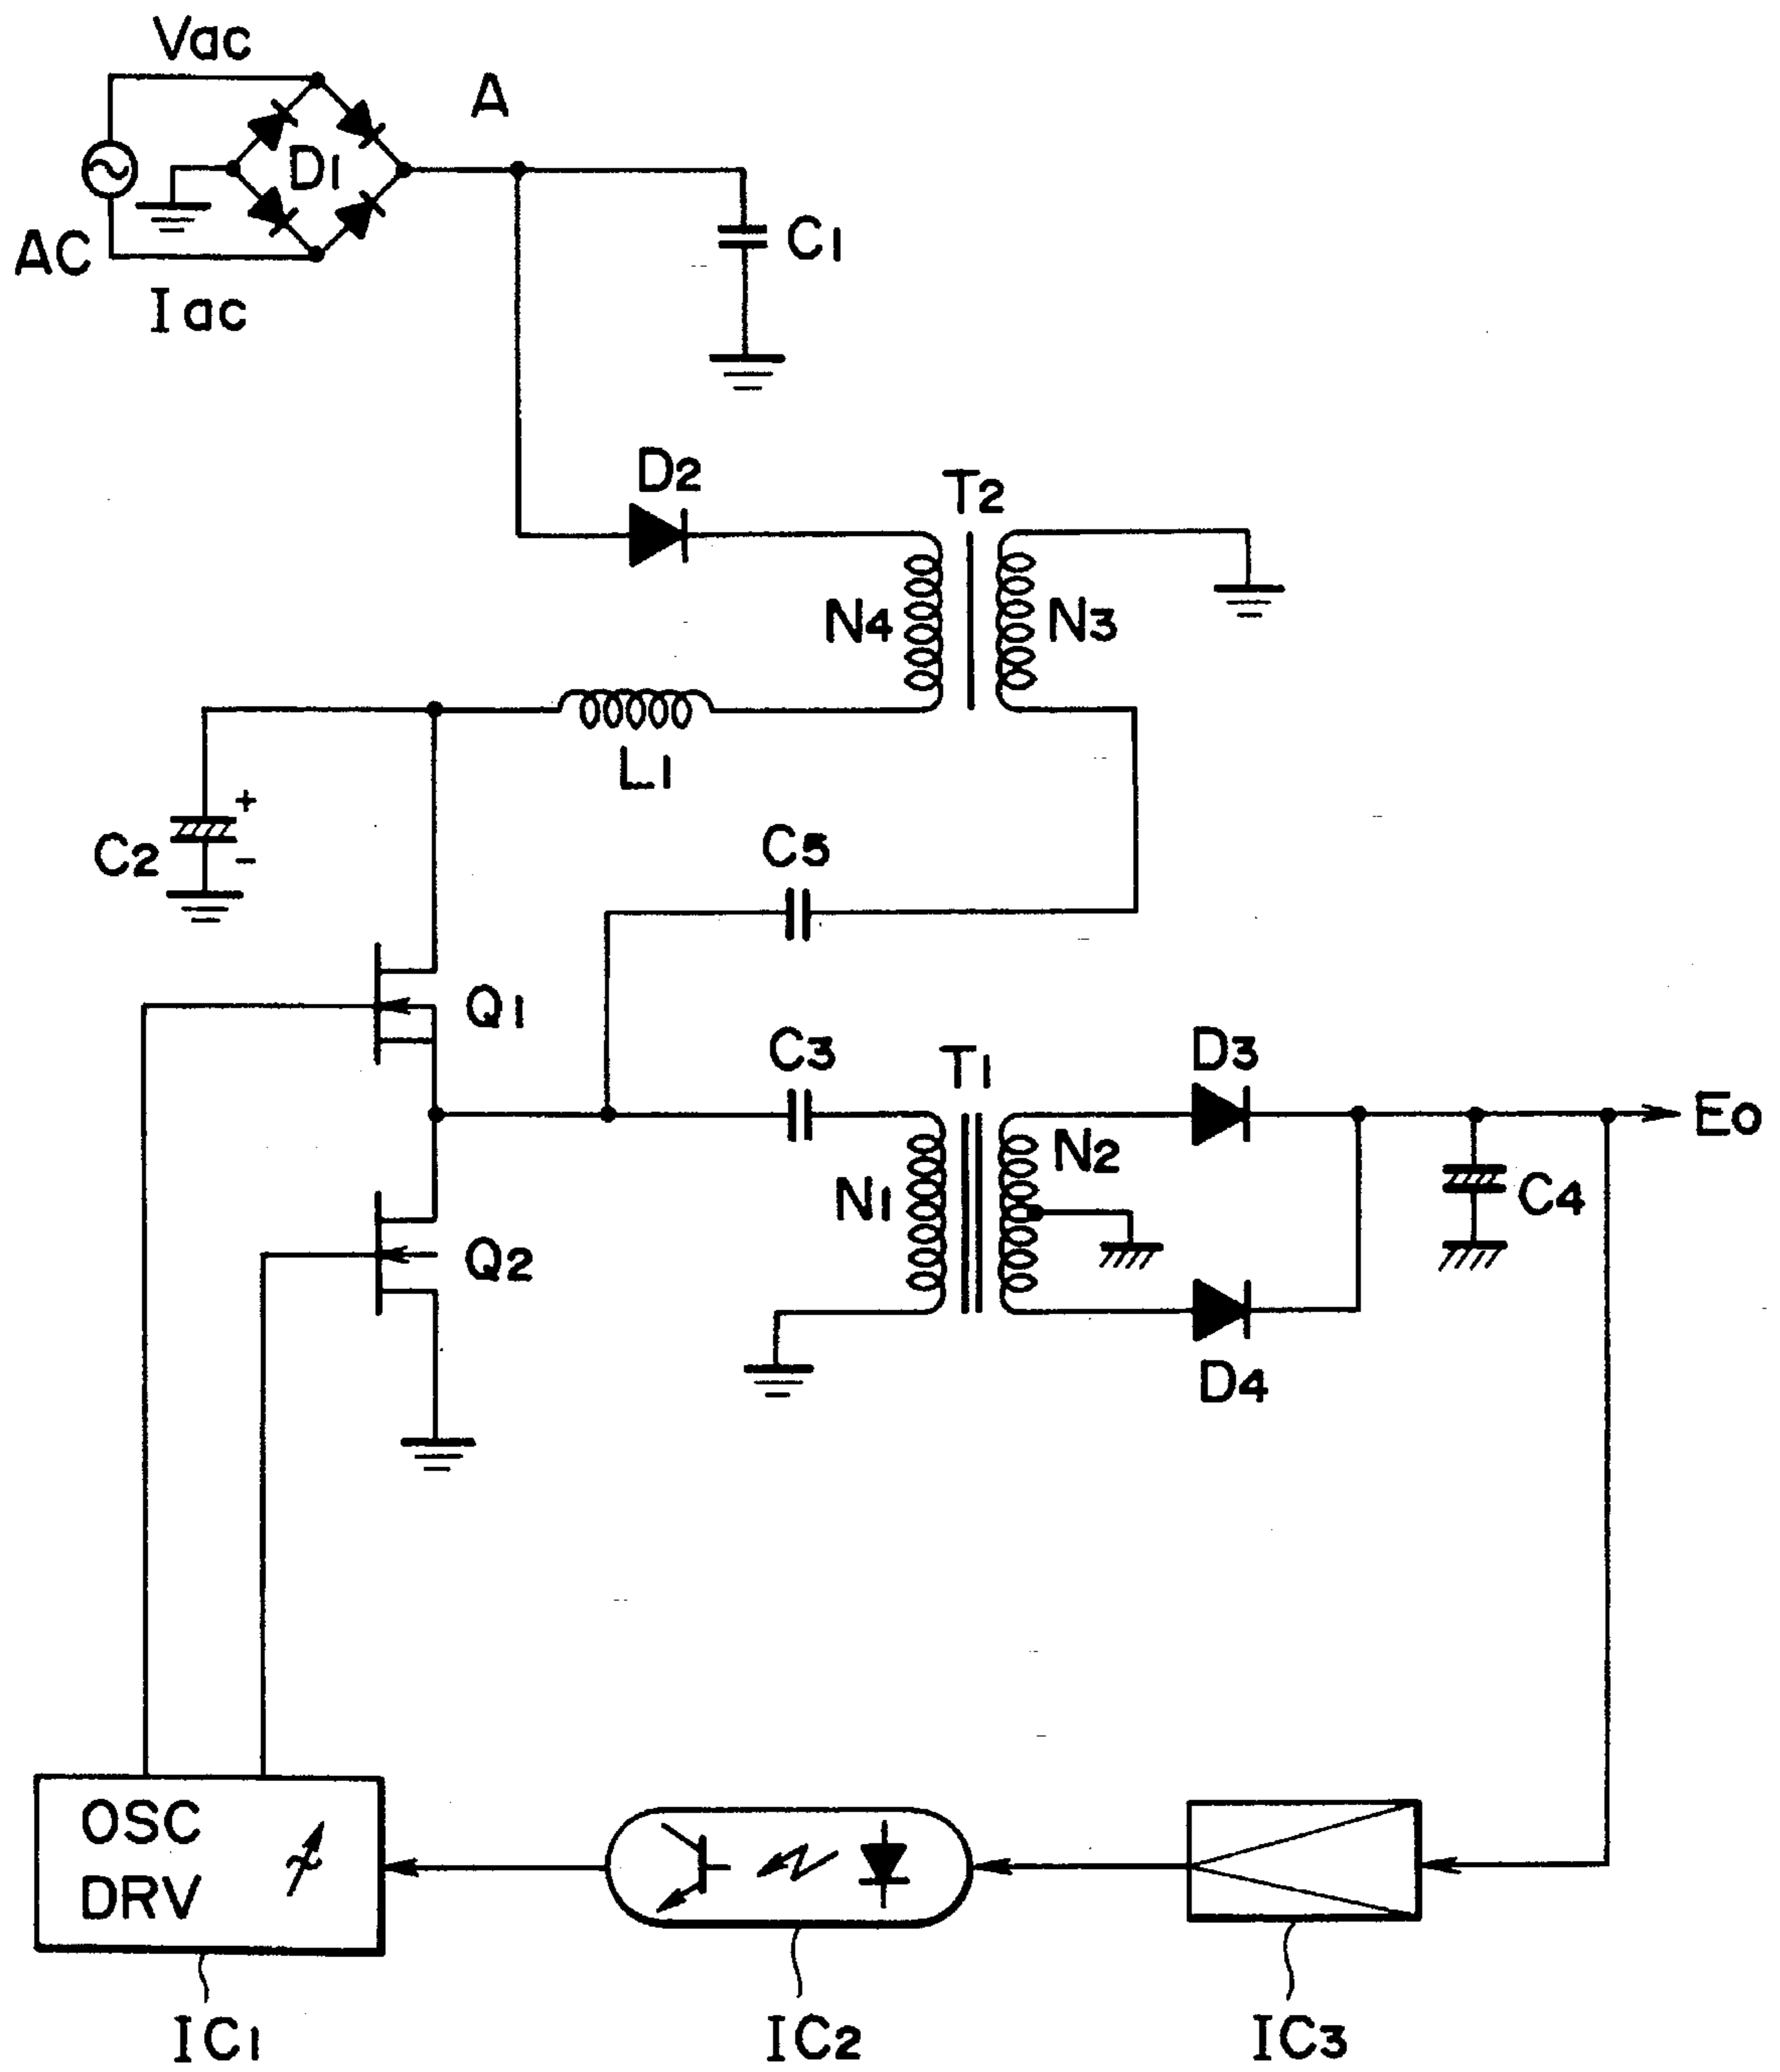 Vac
A
D1
AC
C1
Iac
D2
T2
N4
N3
L1
+
C2
-
C5
Q1
C3
T1
D3
N2
Eo
N1
C4
Q2
D4
OSC
DRV
IC1
IC2
IC3